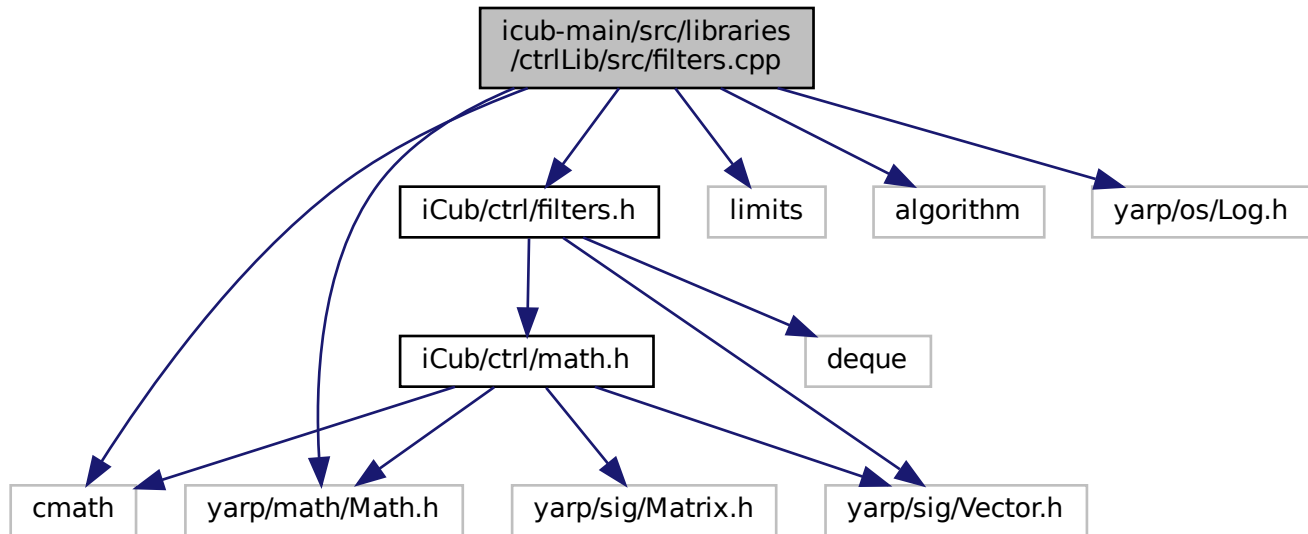 icub-main/src/libraries
/ctrlLib/src/filters.cpp
iCub/ctrl/filters.h
limits
algorithm
yarp/os/Log.h
iCub/ctrl/math.h
deque
cmath
yarp/math/Math.h
yarp/sig/Matrix.h
yarp/sig/Vector.h